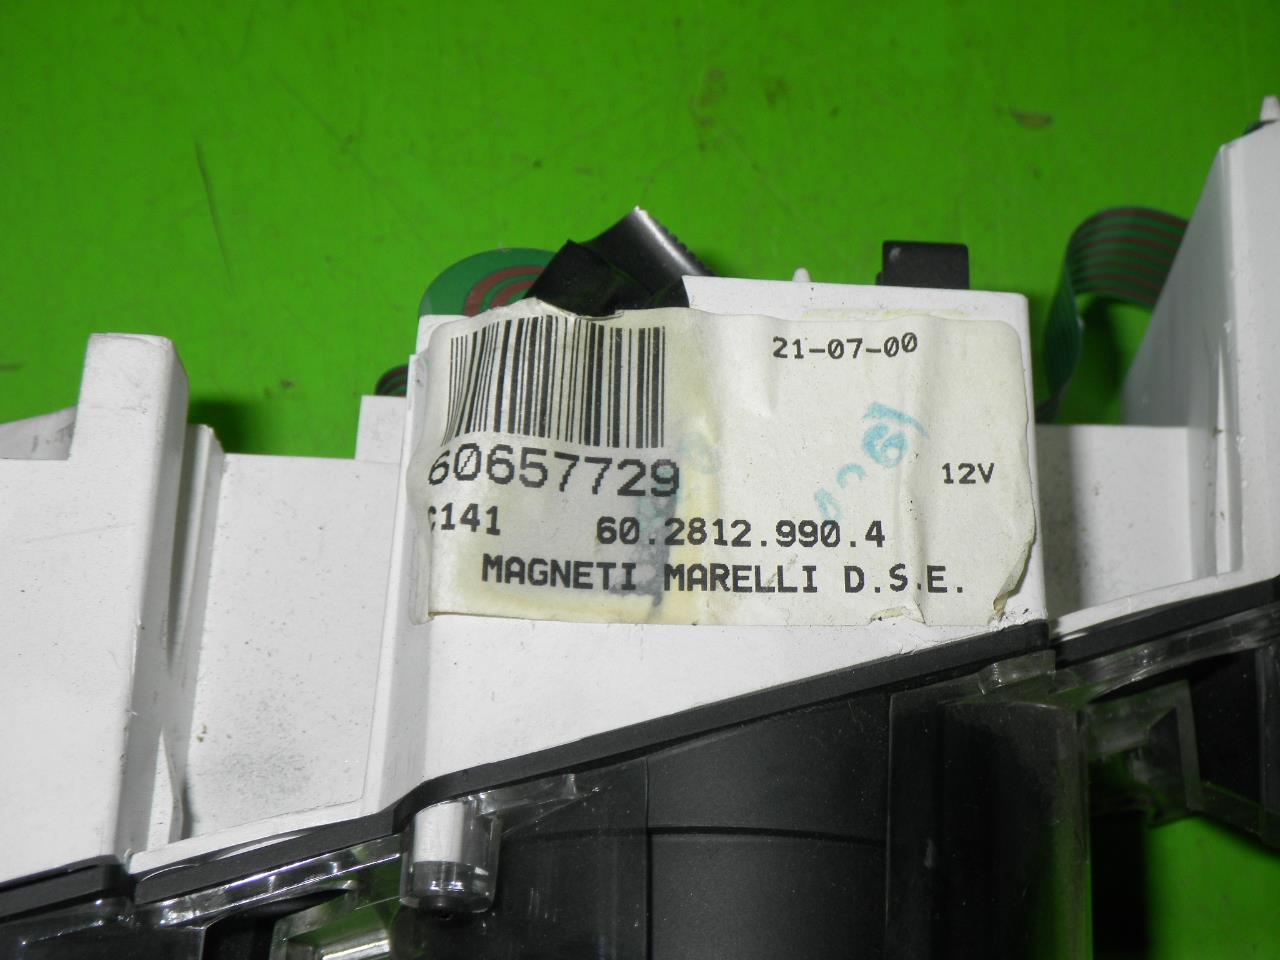 21-07-00
60657729
12V
C141 60.2812.990.4
MAGNETI MARELLI D.S.E.